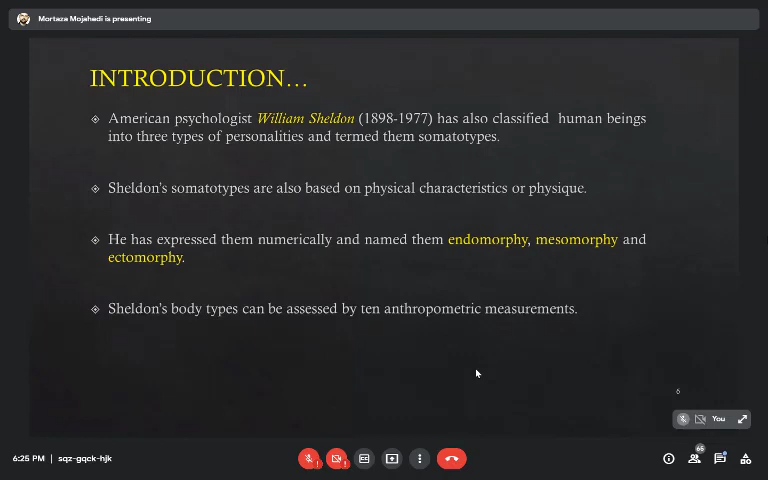 Mortaza Mojahedi is presenting
INTRODUCTION…
American psychologist William Sheldon (1898-1977) has also classified human beings
into three types of personalities and termed them somatotypes.
Sheldon's somatotypes are also based on physical characteristics or physique.
He has expressed them numerically and named them endomorphy, mesomorphy and
ectomorphy.
Sheldon's body types can be assessed by ten anthropometric measurements.
6
You
6:25 PM | sqz-gqck-hjk
65